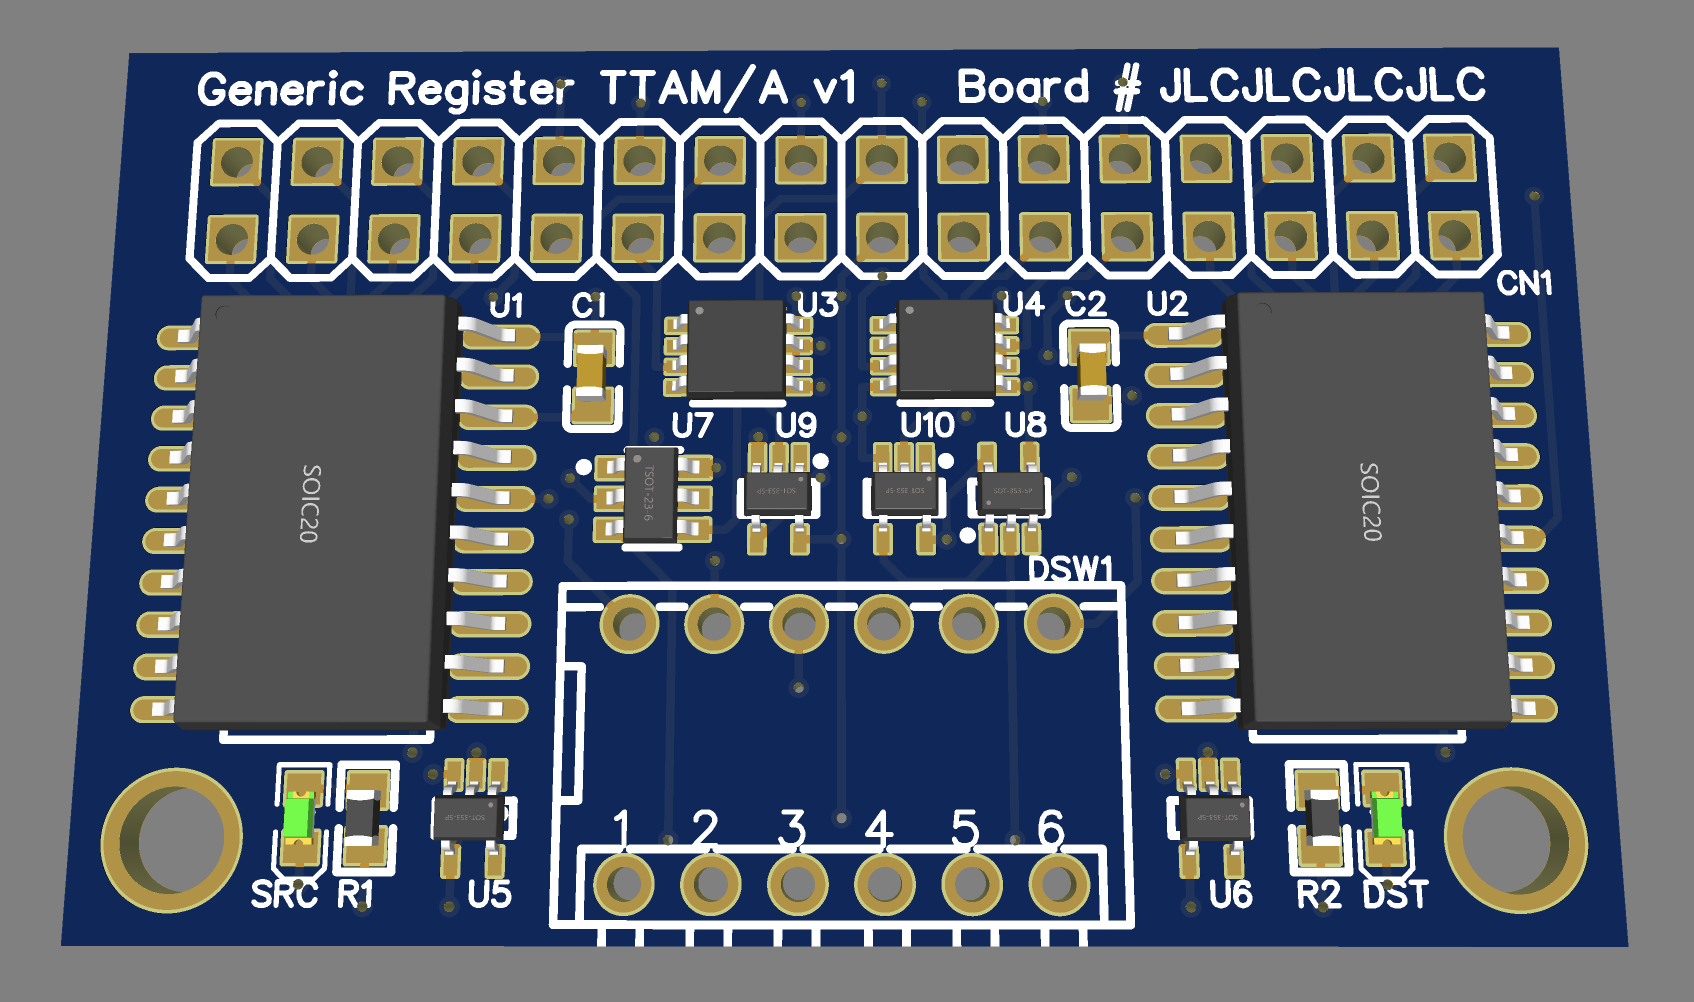 Generic Register TTAM/A v1 Board # JLCJLCJLCJLC
CN1
U1 C1 U3 U4 C2 U2
U7 U9 U10 U8
SOIC20
TSOT-23-6
SOIC20
DSW1
1 2 3 4 5 6
SRC R1 U5 U6 R2 DST